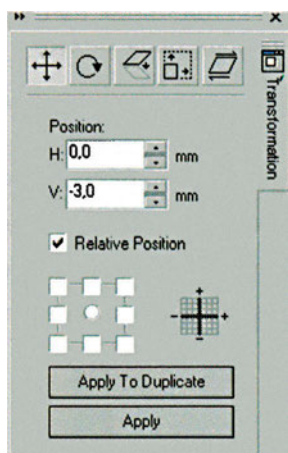 Transformation
Position:
H: 0,0 mm
V: -3,0 mm
Relative Position
Apply To Duplicate
Apply